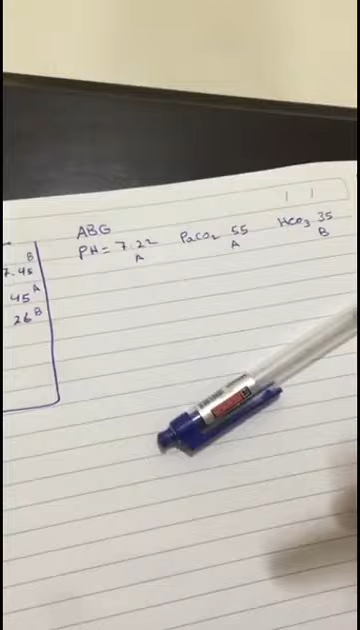 ABG
PH = 7.22 PaCO2 55 HCO3 35
A A B
B
7.45
A
45
B
26